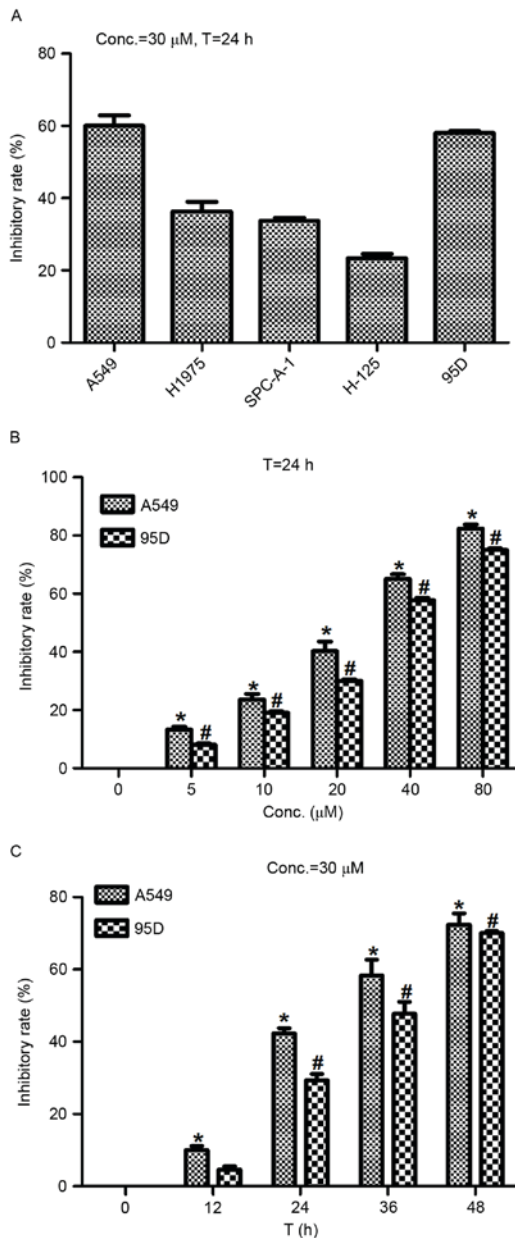 A
Conc.=30 μM, T=24 h
Inhibitory rate (%)
80
60
40
20
0
A549
H1975
SPC-A-1
H-125
95D
B
T=24 h
Inhibitory rate (%)
100
80
60
40
20
0
A549
95D
* # * # * # * # * #
0 5 10 20 40 80
Conc. (μM)
C
Conc.=30 μM
Inhibitory rate (%)
80
60
40
20
0
A549
95D
* * # * # * #
0 12 24 36 48
T (h)